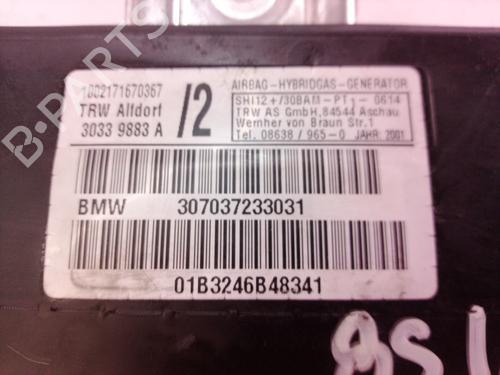 1002171670367
TRW Alfdorf
3033 9883 A
/2
AIRBAG-HYBRIDGAS-GENERATOR
SHI12+/30BAM-PT1-0614
TRW AS GmbH,84544 Aschau
Wernher von Braun Str.1
Tel. 08638/965-0 JAHR: 2001
BMW 307037233031
01B3246B48341
B-PARTS